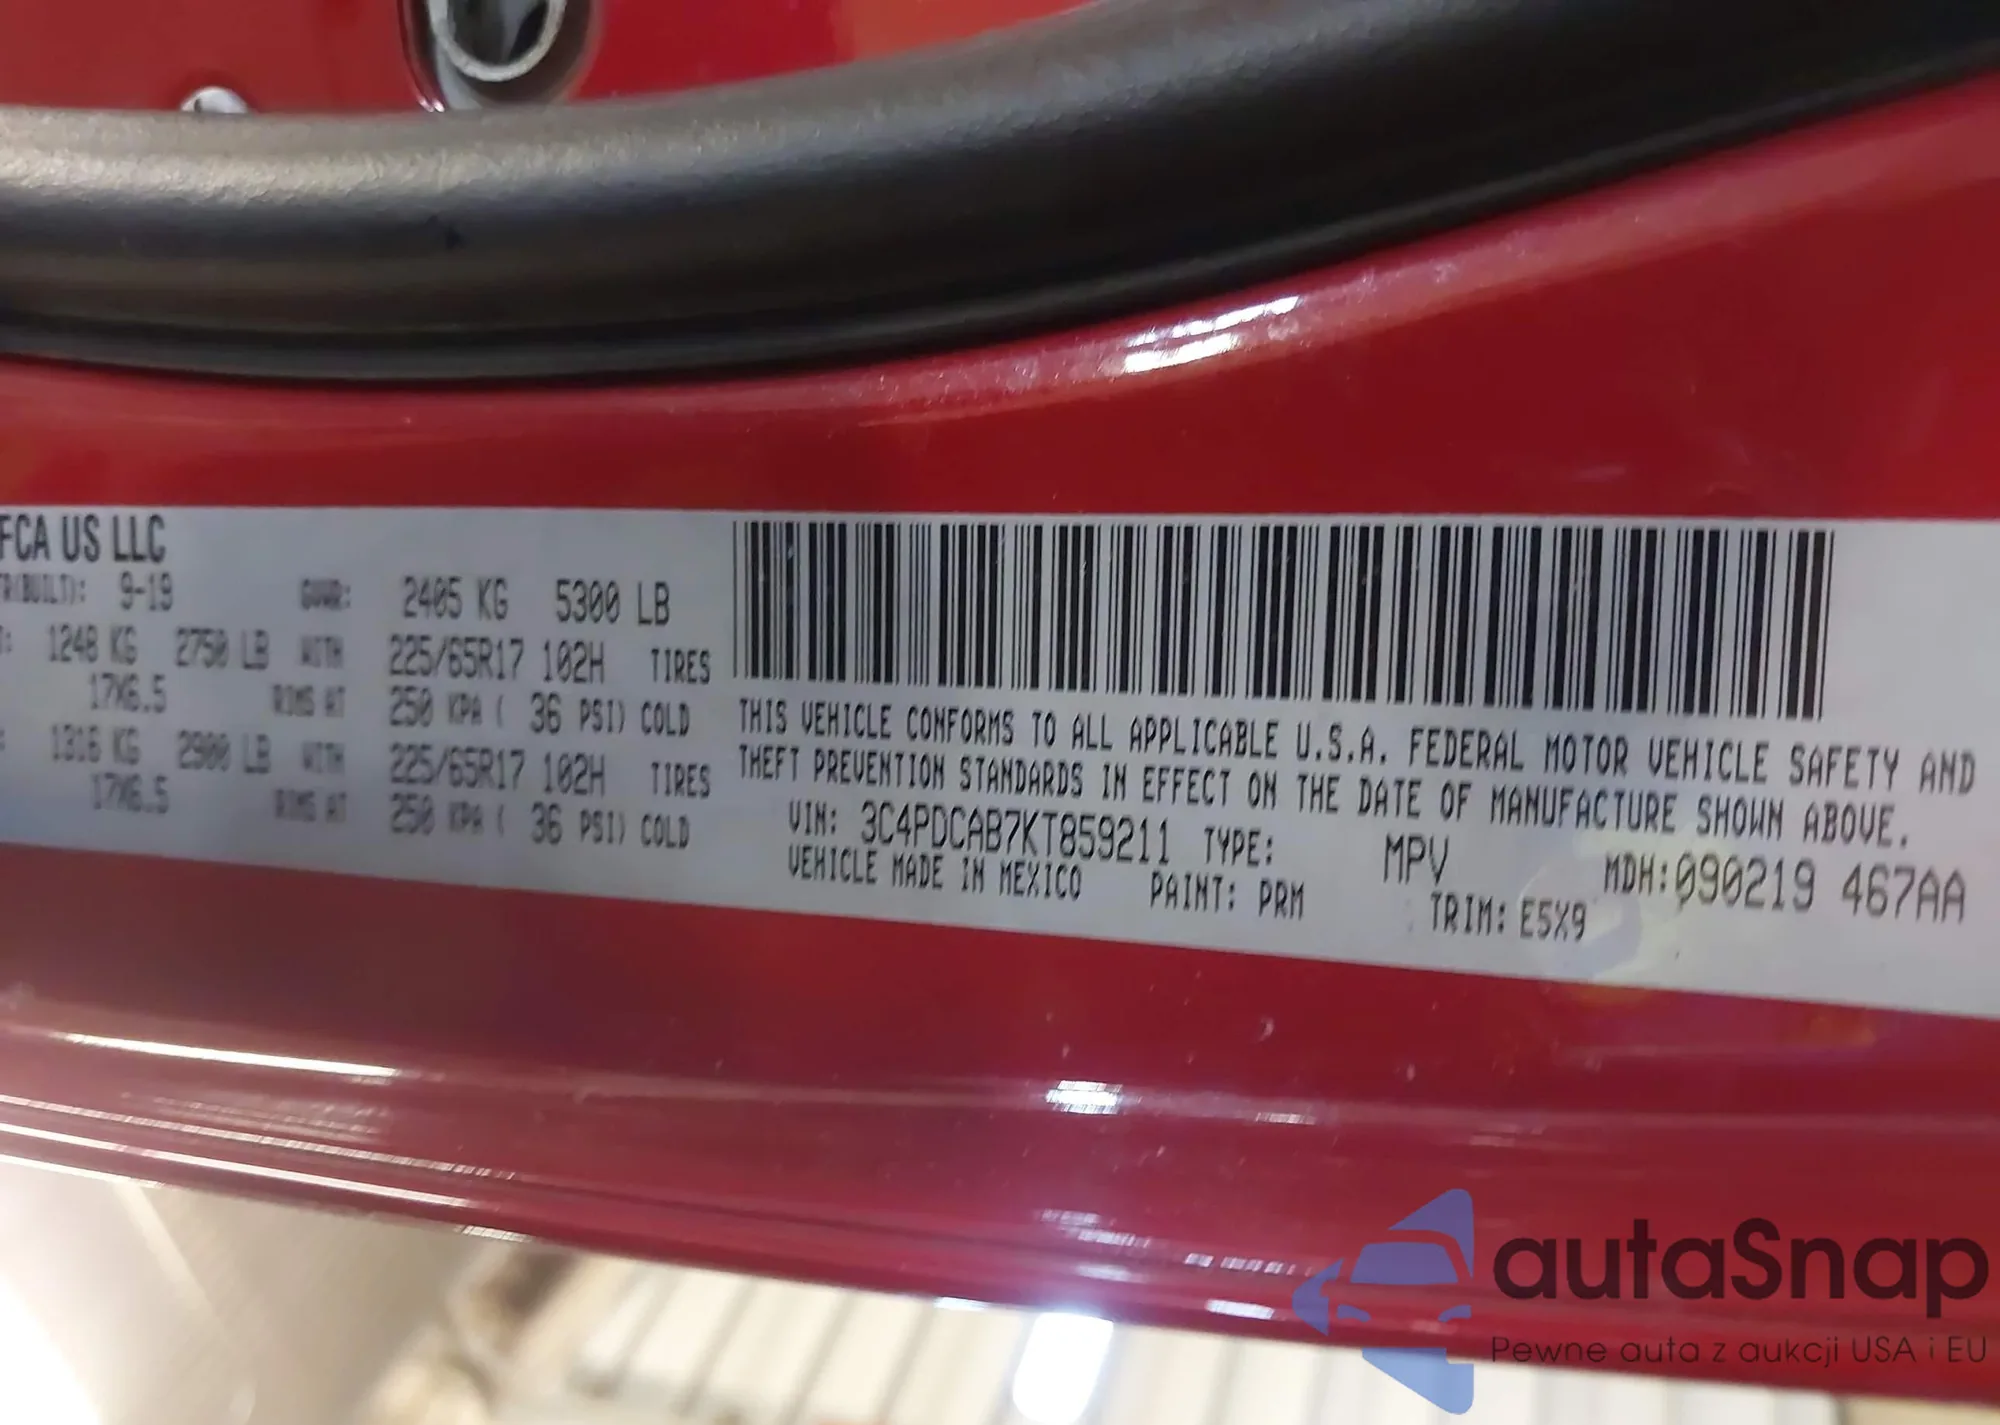 FCA US LLC
R(BUILT): 9-19 GVWR: 2405 KG 5300 LB
T: 1248 KG 2750 LB WITH 225/65R17 102H TIRES
17X6.5 RIMS AT 250 KPA ( 36 PSI) COLD
: 1316 KG 2900 LB WITH 225/65R17 102H TIRES
17X6.5 RIMS AT 250 KPA ( 36 PSI) COLD
THIS VEHICLE CONFORMS TO ALL APPLICABLE U.S.A. FEDERAL MOTOR VEHICLE SAFETY AND
THEFT PREVENTION STANDARDS IN EFFECT ON THE DATE OF MANUFACTURE SHOWN ABOVE.
VIN: 3C4PDCAB7KT859211 TYPE: MPV MDH:090219 467AA
VEHICLE MADE IN MEXICO PAINT: PRM TRIM: E5X9
autaSnap
Pewne auta z aukcji USA i EU